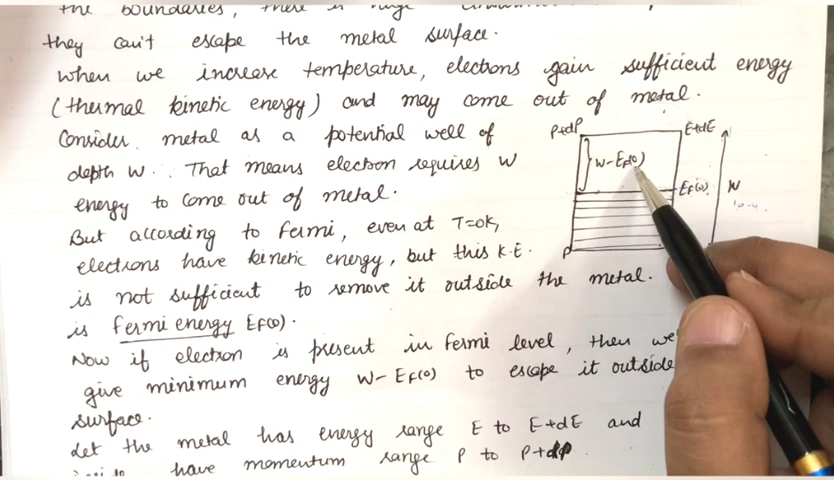 the boundaries, there is huge
they can't escape the metal surface.
When we increase temperature, electrons gain sufficient energy
(thermal kinetic energy) and may come out of metal.
Consider metal as a potential well of
depth W. That means electron requires W
energy to come out of metal.
But according to Fermi, even at T=0K,
electrons have kinetic energy, but this K.E.
is not sufficient to remove it outside the metal.
is Fermi energy EF(0).
Now if electron is present in Fermi level, then we
give minimum energy W-EF(0) to escape it outside
surface.
Let the metal has energy range E to E+dE and
have momentum range P to P+dP
P+dP
E+dE
W-EF(0)
EF(0)
W
P